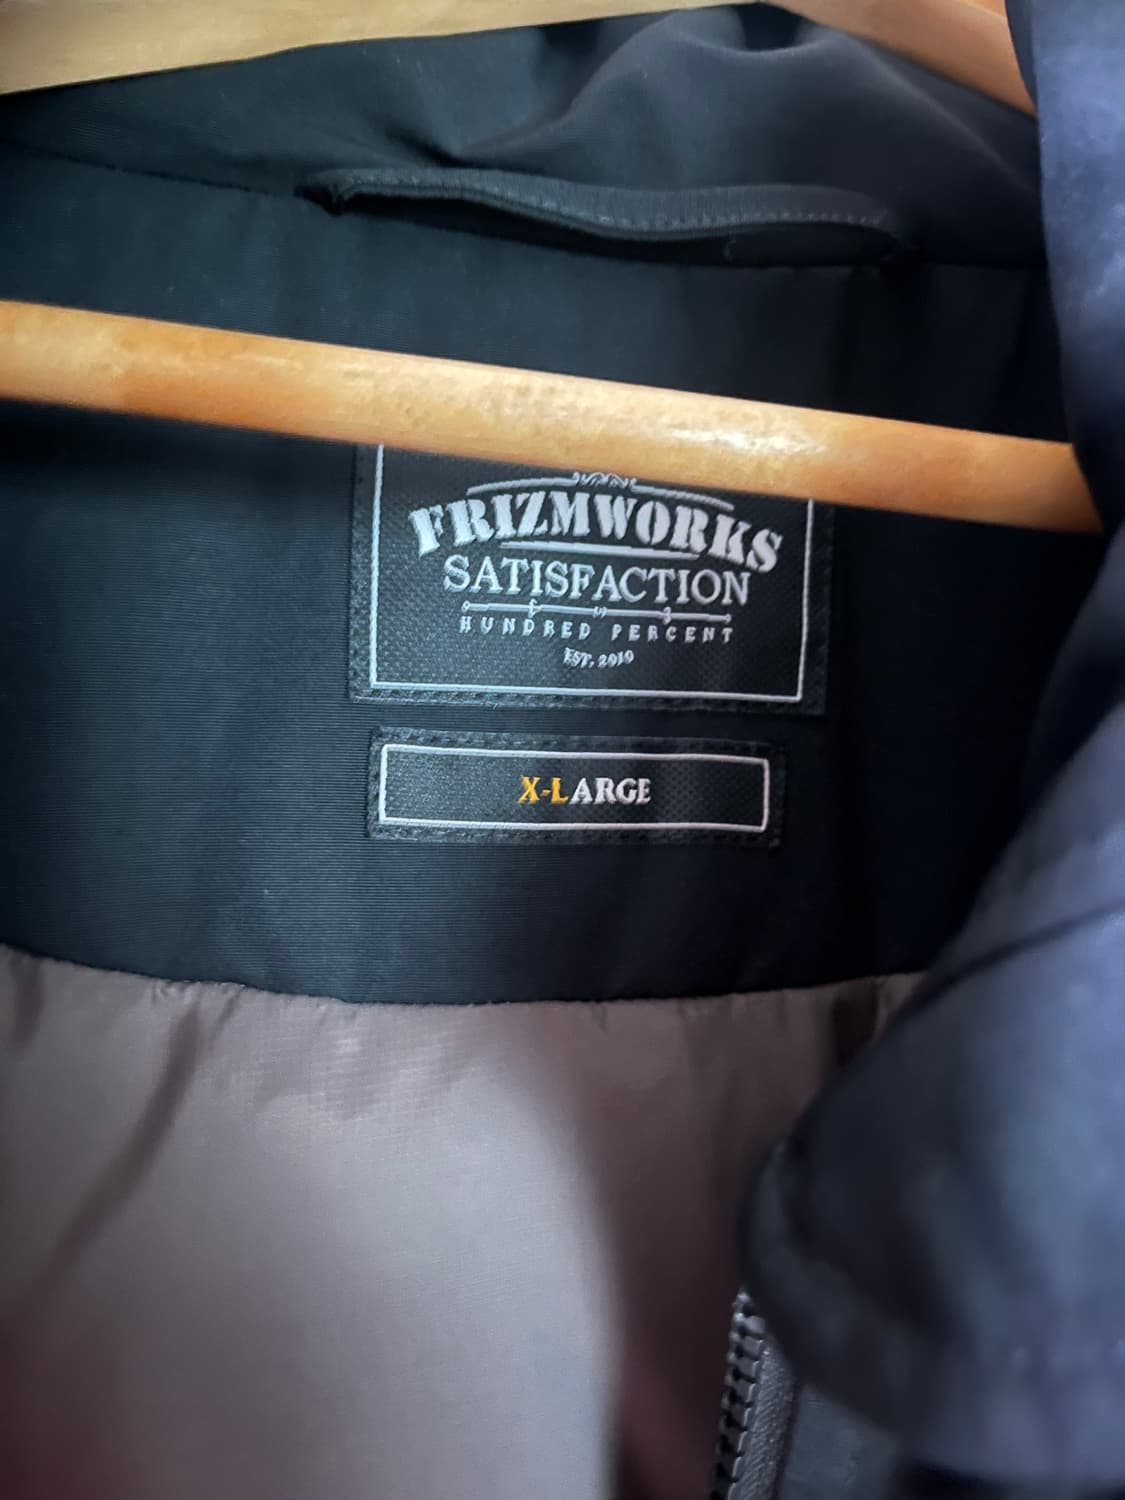 FRIZMWORKS
SATISFACTION
HUNDRED PERCENT
EST. 2010
X-LARGE